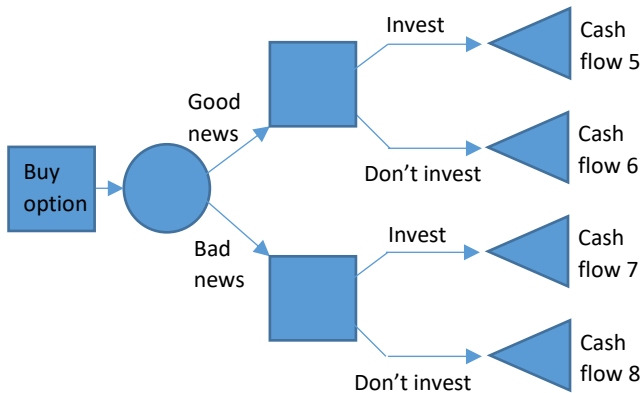 Invest
Cash
flow 5
Good
news
Cash
flow 6
Don’t invest
Buy
option
Invest
Cash
flow 7
Bad
news
Cash
flow 8
Don’t invest